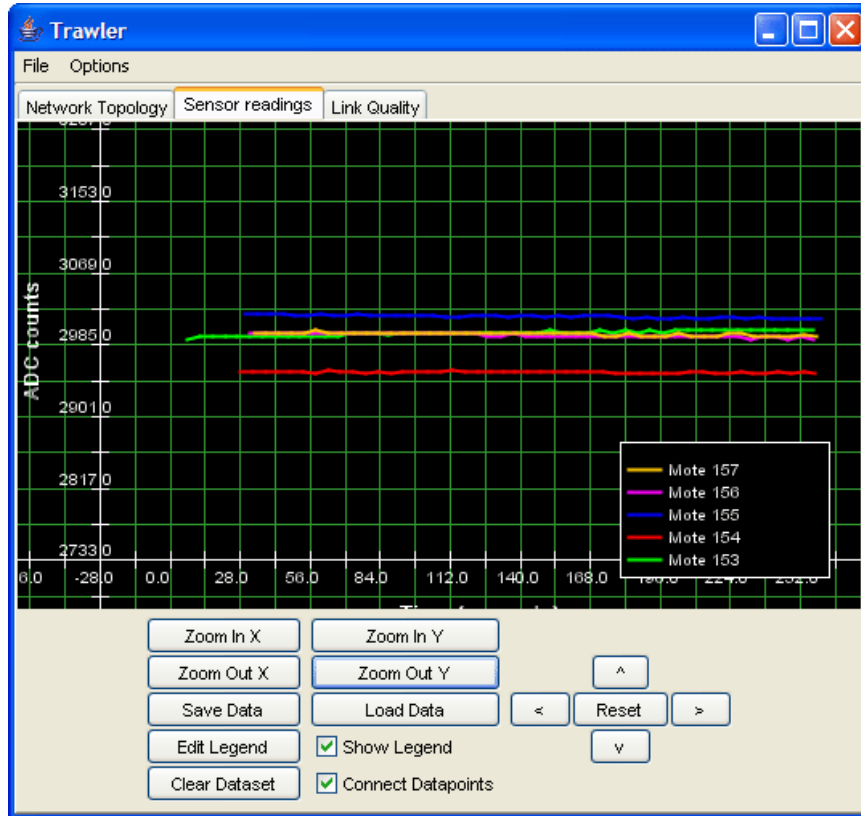 Trawler
File Options
Network Topology Sensor readings Link Quality
3153.0
3069.0
2985.0
2901.0
2817.0
2733.0
ADC counts
Mote 157
Mote 156
Mote 155
Mote 154
Mote 153
6.0 -28.0 0.0 28.0 56.0 84.0 112.0 140.0 168.0
Zoom In X Zoom In Y
Zoom Out X Zoom Out Y ^
Save Data Load Data < Reset >
Edit Legend Show Legend v
Clear Dataset Connect Datapoints